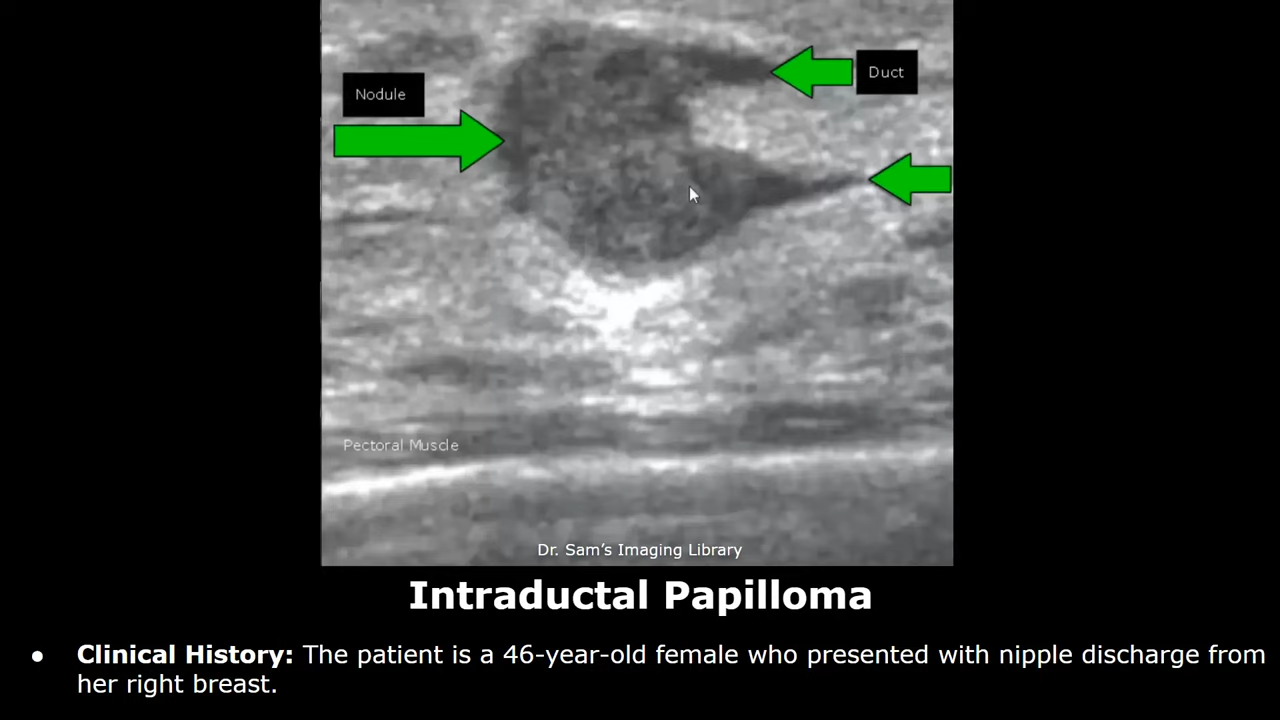 Duct
Nodule
Pectoral Muscle
Dr. Sam’s Imaging Library
Intraductal Papilloma
● Clinical History: The patient is a 46-year-old female who presented with nipple discharge from
her right breast.